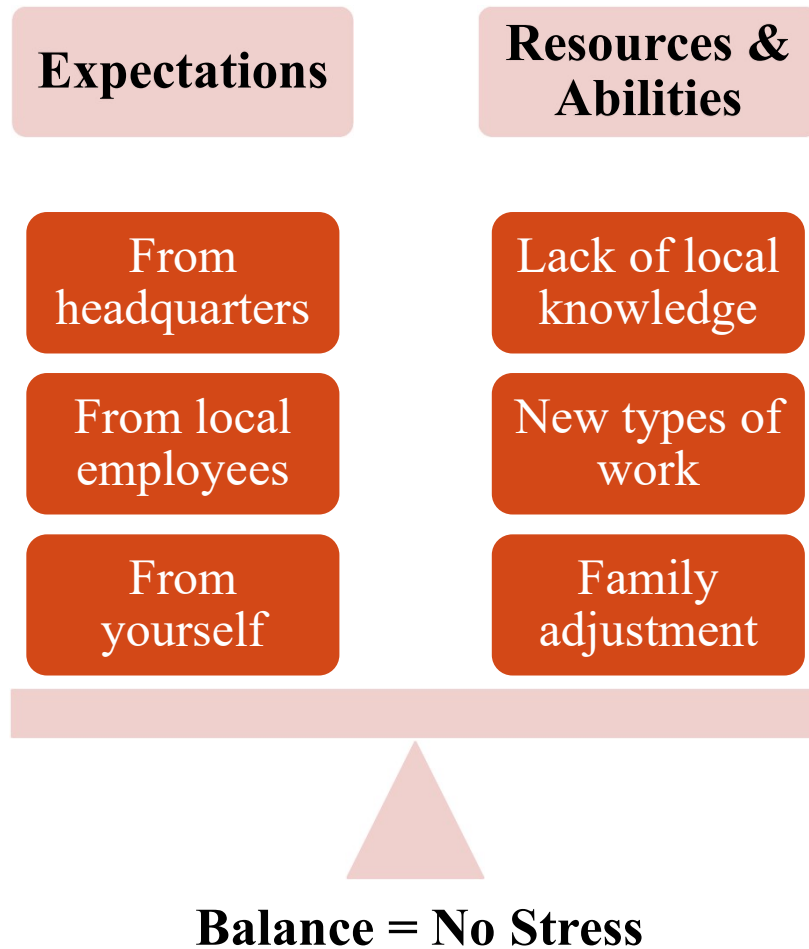 Expectations
Resources &
Abilities
From
headquarters
Lack of local
knowledge
From local
employees
New types of
work
From
yourself
Family
adjustment
Balance = No Stress